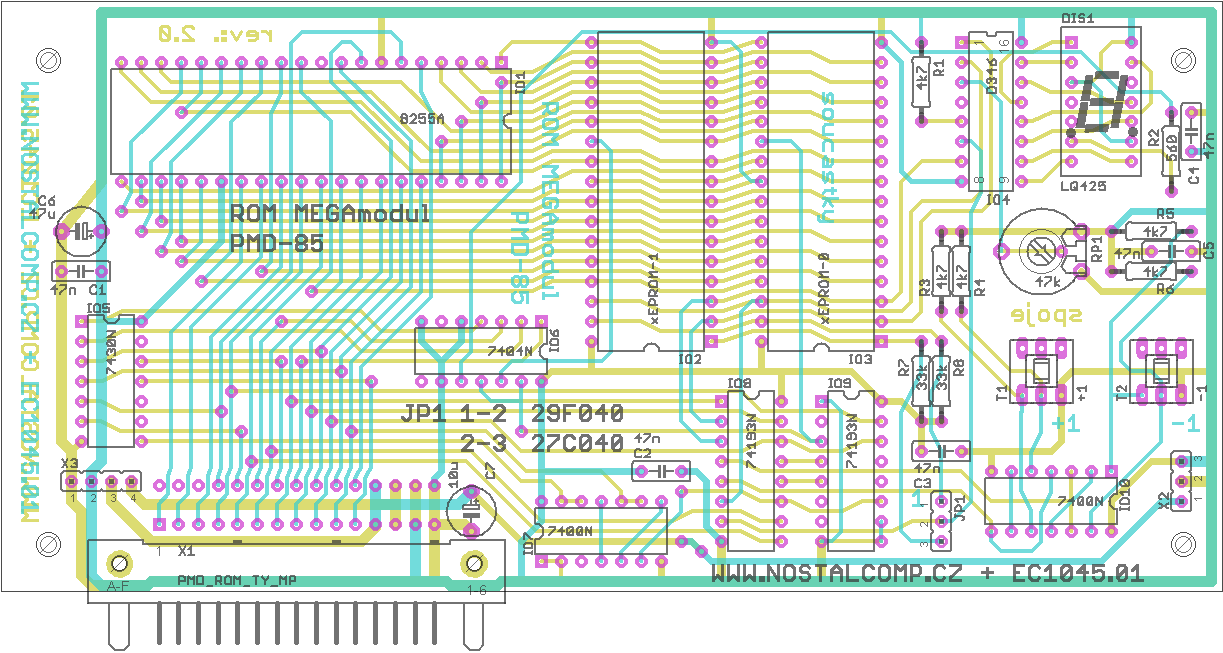 rev.: 2.0
DIS1
1
16
IO1
8255A
R1
4k7
D346
R2
560
47n
C4
8
9
LQ425
IO4
ROM MEGAmodul
PMD 85
součástky
C6
47u
ROM MEGAmodul
PMD-85
R5
4k7
47n
C5
4k7
R6
RP1
47k
R3
4k7
4k7
R4
47n C1
IO5
xEPROM-1
xEPROM-0
spoje
7430N
7404N
IO6
IO2
IO3
R7
33k
33k
R8
T1
+1
T2
-1
IO8
IO9
JP1 1-2 29F040
2-3 27C040
+1
-1
74193N
74193N
47n
C2
47n
C3
X3
1 2 3 4
10u
C7
7400N
IO7
1
1
2
3
JP1
7400N
IO10
X2
3
2
1
1
X1
WWW.NOSTALCOMP.CZ + EC1045.01
PMD_ROM_TY_MP
A-F
1-6
WWW.NOSTALCOMP.CZ + EC1045.01